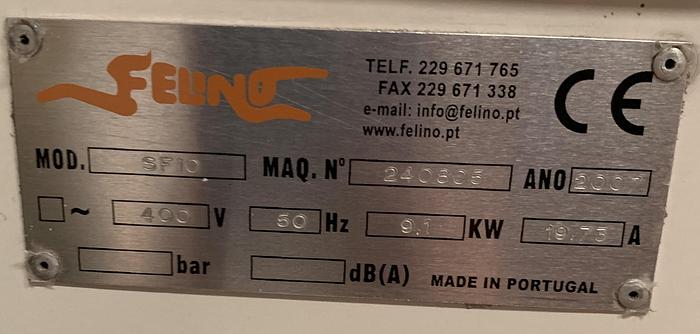 FELINO
TELF. 229 671 765
FAX 229 671 338
e-mail: info@felino.pt
www.felino.pt
CE
MOD. SF10 MAQ. Nº 240605 ANO 2007
~ 400 V 50 Hz 9.1 KW 19.75 A
bar dB(A) MADE IN PORTUGAL